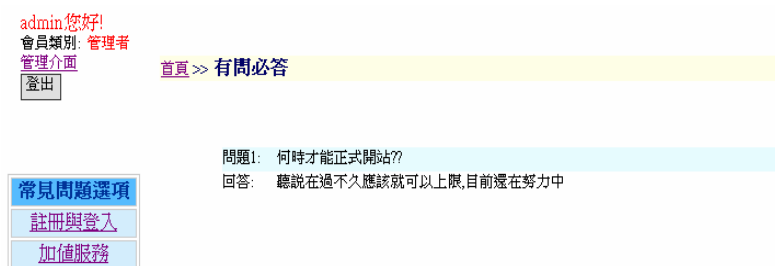 admin您好!
會員類別: 管理者
管理介面
登出
首頁 >> 有問必答
問題1: 何時才能正式開站??
回答: 聽說在過不久應該就可以上限,目前還在努力中
常見問題選項
註冊與登入
加值服務